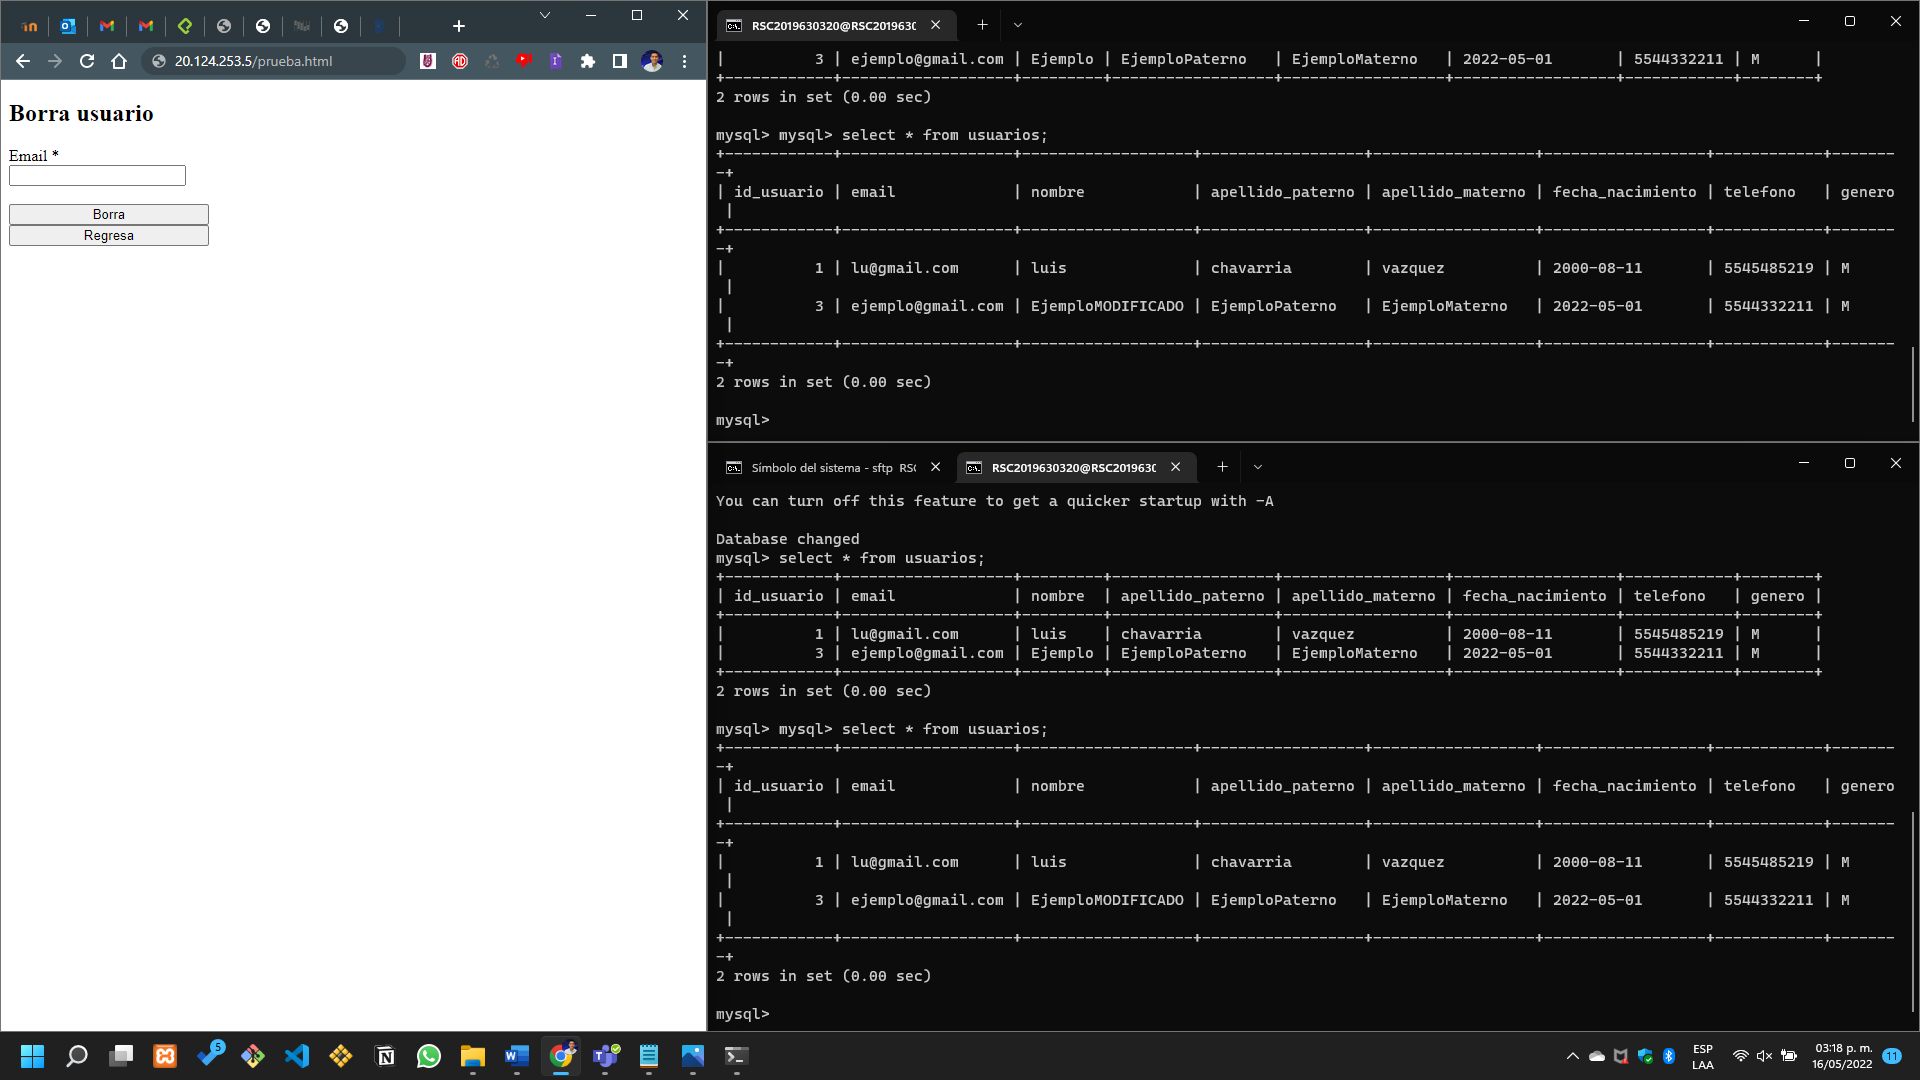 20.124.253.5/prueba.html
Borra usuario
Email *
Borra
Regresa
RSC2019630320@RSC201963(
|          3 | ejemplo@gmail.com | Ejemplo | EjemploPaterno   | EjemploMaterno   | 2022-05-01       | 5544332211 | M      |
+------------+-------------------+---------+------------------+------------------+------------------+------------+--------+
2 rows in set (0.00 sec)
mysql> mysql> select * from usuarios;
+------------+-------------------+-------------------+------------------+------------------+------------------+------------+-------
-+
| id_usuario | email             | nombre            | apellido_paterno | apellido_materno | fecha_nacimiento | telefono   | genero
 |
+------------+-------------------+-------------------+------------------+------------------+------------------+------------+-------
-+
|          1 | lu@gmail.com      | luis              | chavarria        | vazquez          | 2000-08-11       | 5545485219 | M
 |
|          3 | ejemplo@gmail.com | EjemploMODIFICADO | EjemploPaterno   | EjemploMaterno   | 2022-05-01       | 5544332211 | M
 |
+------------+-------------------+-------------------+------------------+------------------+------------------+------------+-------
-+
2 rows in set (0.00 sec)
mysql>
Símbolo del sistema - sftp RSC
RSC2019630320@RSC201963(
You can turn off this feature to get a quicker startup with -A
Database changed
mysql> select * from usuarios;
+------------+-------------------+---------+------------------+------------------+------------------+------------+--------+
| id_usuario | email             | nombre  | apellido_paterno | apellido_materno | fecha_nacimiento | telefono   | genero |
+------------+-------------------+---------+------------------+------------------+------------------+------------+--------+
|          1 | lu@gmail.com      | luis    | chavarria        | vazquez          | 2000-08-11       | 5545485219 | M      |
|          3 | ejemplo@gmail.com | Ejemplo | EjemploPaterno   | EjemploMaterno   | 2022-05-01       | 5544332211 | M      |
+------------+-------------------+---------+------------------+------------------+------------------+------------+--------+
2 rows in set (0.00 sec)
mysql> mysql> select * from usuarios;
+------------+-------------------+-------------------+------------------+------------------+------------------+------------+-------
-+
| id_usuario | email             | nombre            | apellido_paterno | apellido_materno | fecha_nacimiento | telefono   | genero
 |
+------------+-------------------+-------------------+------------------+------------------+------------------+------------+-------
-+
|          1 | lu@gmail.com      | luis              | chavarria        | vazquez          | 2000-08-11       | 5545485219 | M
 |
|          3 | ejemplo@gmail.com | EjemploMODIFICADO | EjemploPaterno   | EjemploMaterno   | 2022-05-01       | 5544332211 | M
 |
+------------+-------------------+-------------------+------------------+------------------+------------------+------------+-------
-+
2 rows in set (0.00 sec)
mysql>
5
ESP
LAA
03:18 p. m.
16/05/2022
11